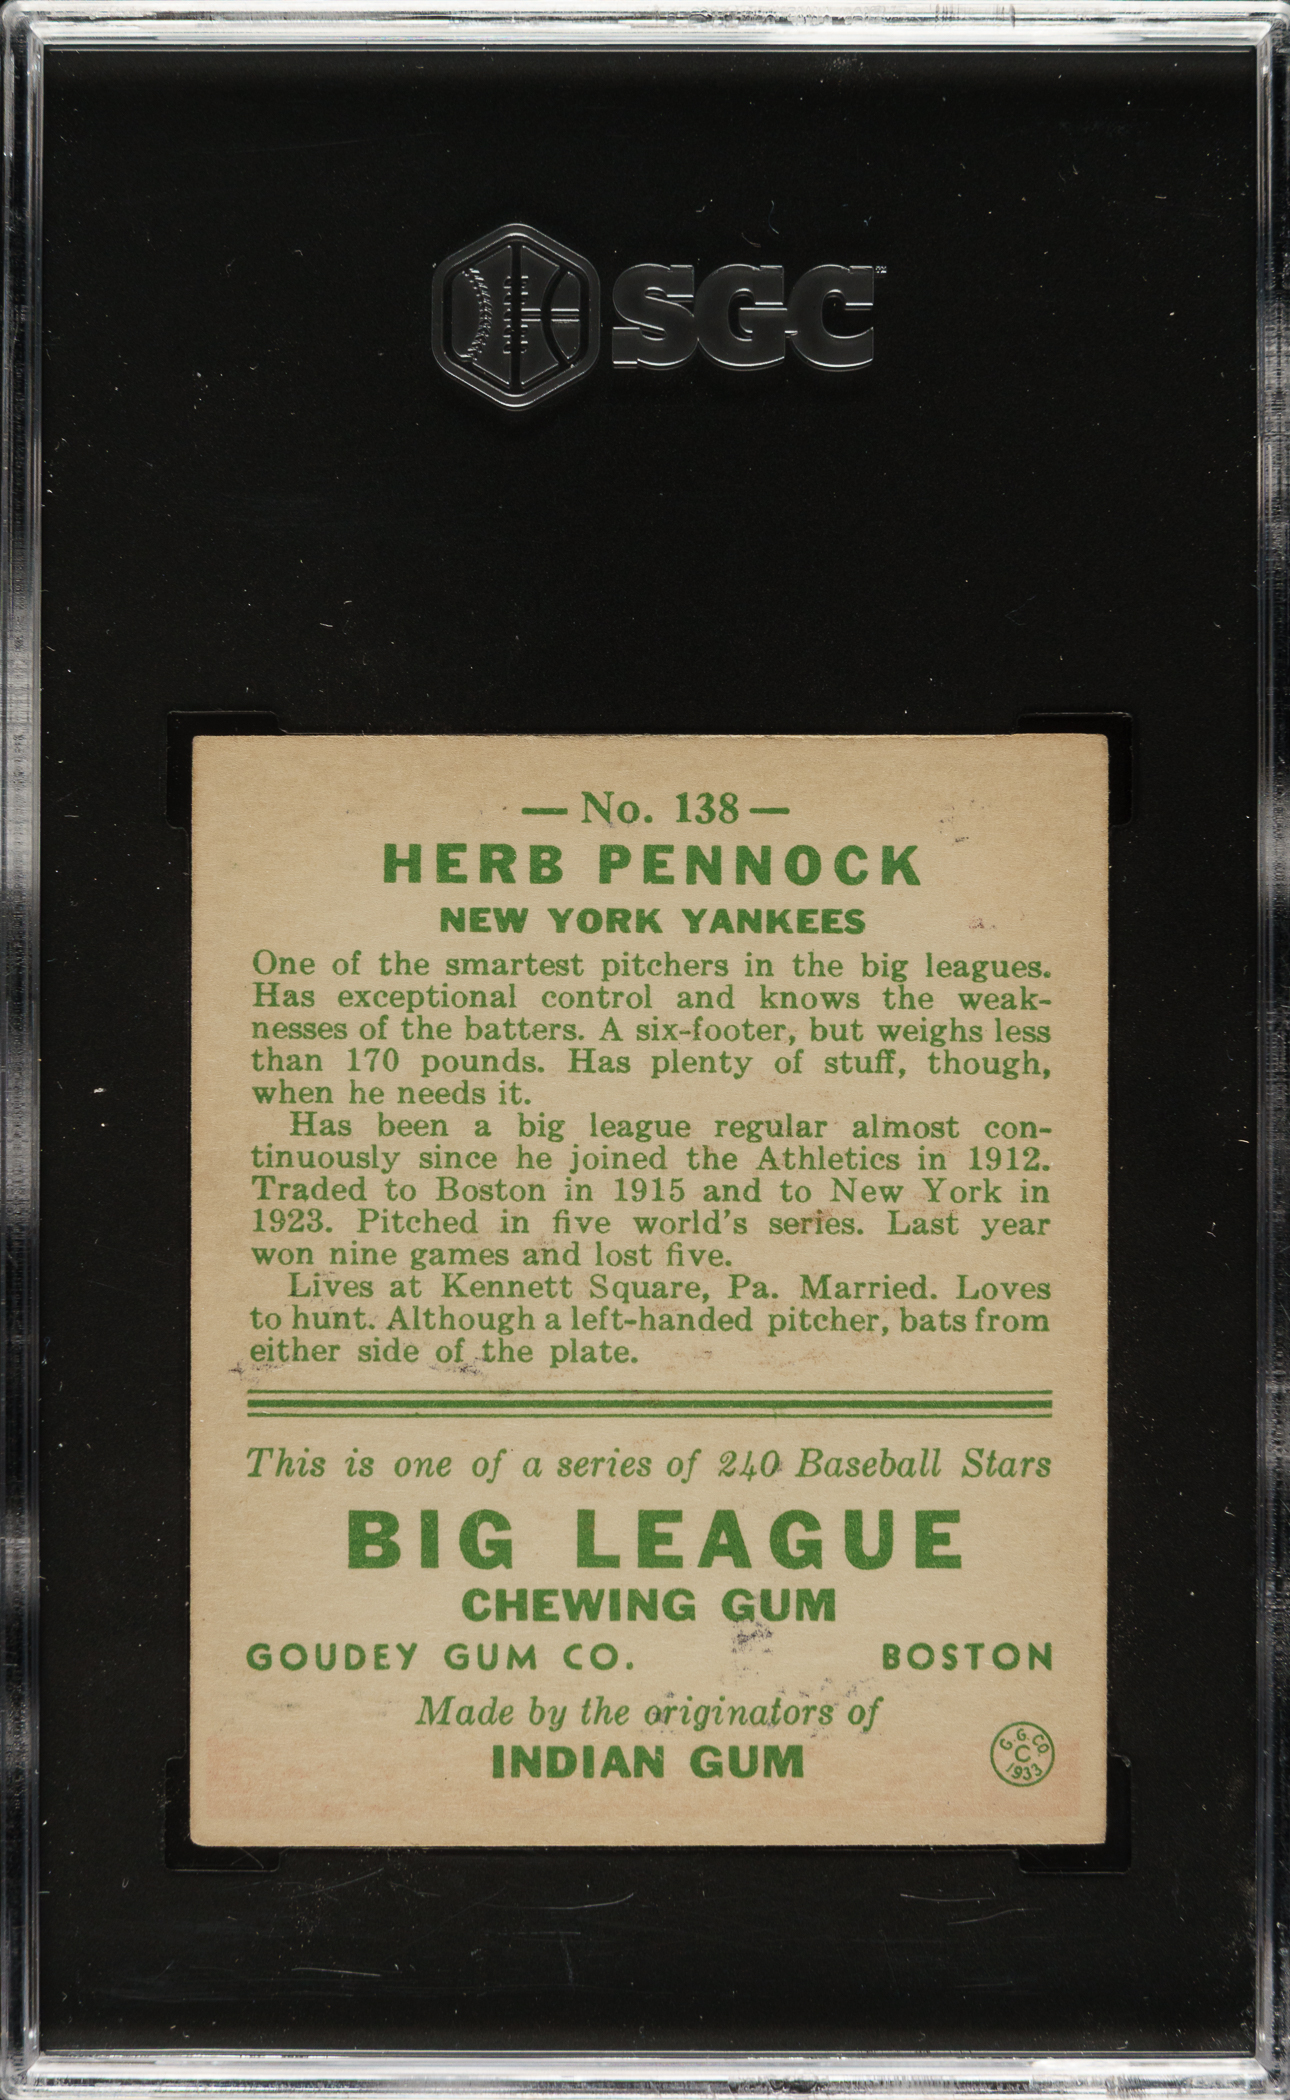 SGC
— No. 138 —
HERB PENNOCK
NEW YORK YANKEES
One of the smartest pitchers in the big leagues.
Has exceptional control and knows the weak-
nesses of the batters. A six-footer, but weighs less
than 170 pounds. Has plenty of stuff, though,
when he needs it.
Has been a big league regular almost con-
tinuously since he joined the Athletics in 1912.
Traded to Boston in 1915 and to New York in
1923. Pitched in five world's series. Last year
won nine games and lost five.
Lives at Kennett Square, Pa. Married. Loves
to hunt. Although a left-handed pitcher, bats from
either side of the plate.
This is one of a series of 240 Baseball Stars
BIG LEAGUE
CHEWING GUM
GOUDEY GUM CO. BOSTON
Made by the originators of
INDIAN GUM
G. G. CO.
C
1933